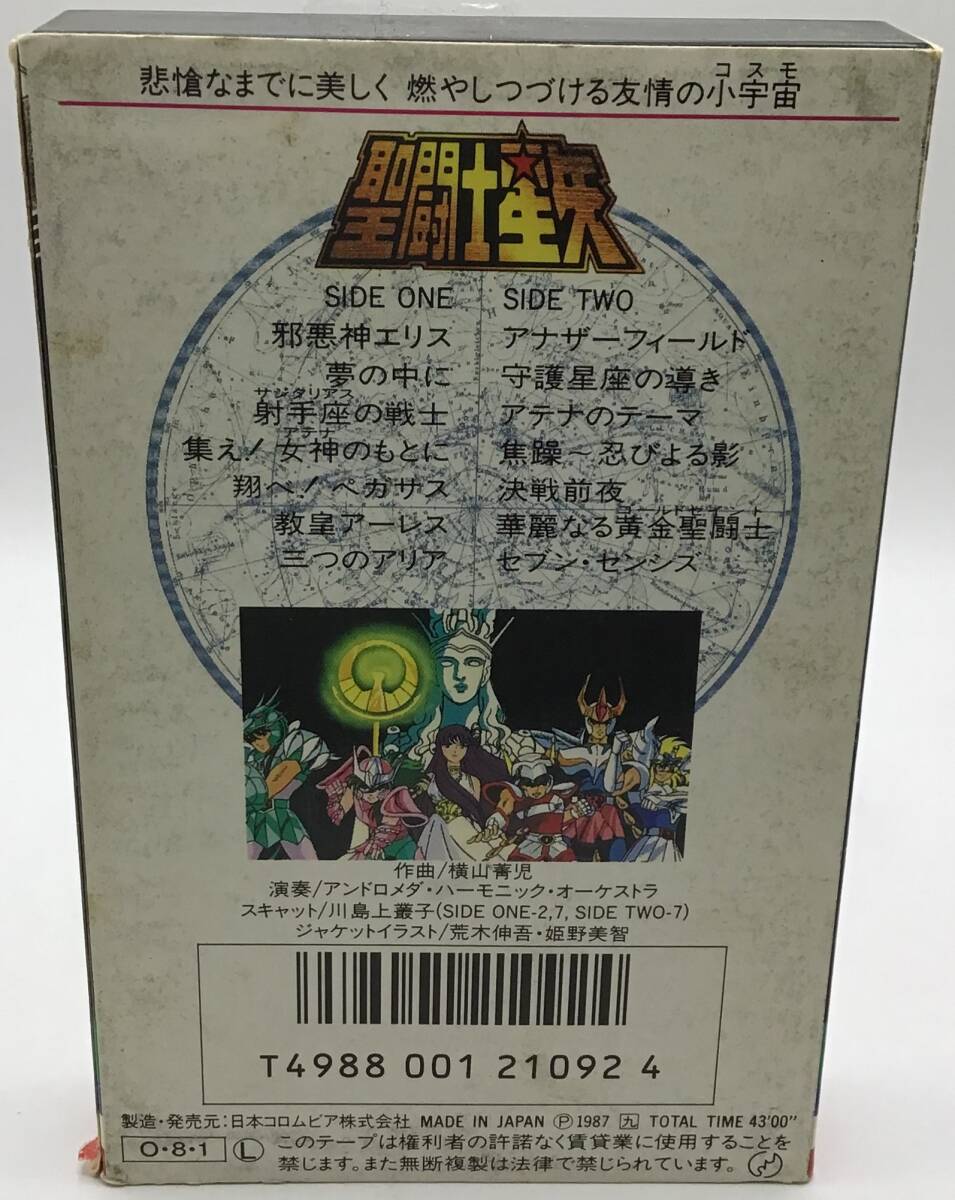 悲愴なまでに美しく 燃やしつづける友情の小宇宙
コスモ
聖闘士星矢
SIDE ONE
邪悪神エリス
夢の中に
サジタリアス
射手座の戦士
アテナ
集え!女神のもとに
翔べ!ペガサス
教皇アーレス
三つのアリア
SIDE TWO
アナザーフィールド
守護星座の導き
アテナのテーマ
焦躁~忍びよる影
決戦前夜
ゴールドセイント
華麗なる黄金聖闘士
セブン・センシズ
作曲/横山菁児
演奏/アンドロメダ・ハーモニック・オーケストラ
スキャット/川島上叢子(SIDE ONE-2,7, SIDE TWO-7)
ジャケットイラスト/荒木伸吾・姫野美智
T4988 001 21092 4
製造・発売元:日本コロムビア株式会社 MADE IN JAPAN Ⓟ1987 九 TOTAL TIME 43'00"
O・8・1 Ⓛ
このテープは権利者の許諾なく賃貸業に使用することを
禁じます。また無断複製は法律で禁じられています。